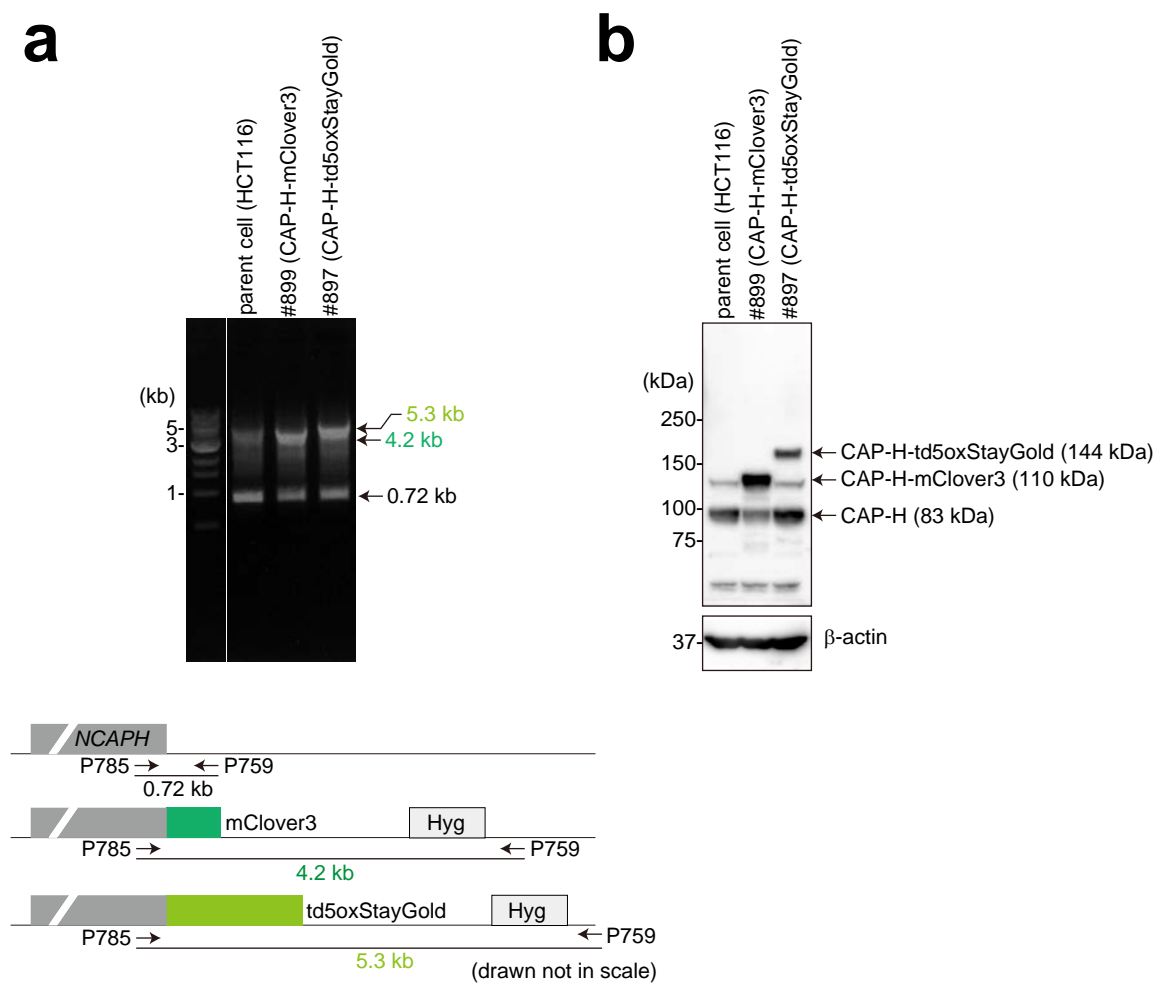 a
parent cell (HCT116)
#899 (CAP-H-mClover3)
#897 (CAP-H-td5oxStayGold)
(kb)
5-
3-
1-
5.3 kb
4.2 kb
0.72 kb
b
parent cell (HCT116)
#899 (CAP-H-mClover3)
#897 (CAP-H-td5oxStayGold)
(kDa)
250-
150-
100-
75-
37-
CAP-H-td5oxStayGold (144 kDa)
CAP-H-mClover3 (110 kDa)
CAP-H (83 kDa)
β-actin
NCAPH
P785 P759
0.72 kb
mClover3 Hyg
P785 P759
4.2 kb
td5oxStayGold Hyg
P785 P759
5.3 kb
(drawn not in scale)